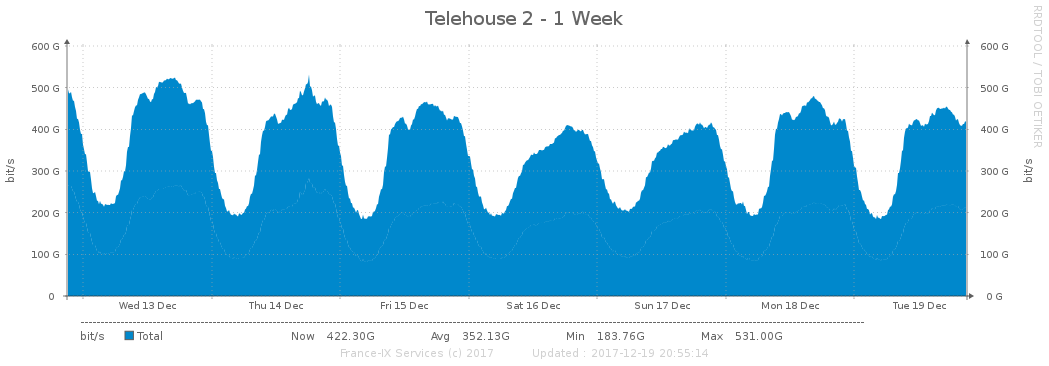 Telehouse 2 - 1 Week
RRDTOOL / TOBI OETIKER
600 G 600 G
500 G 500 G
400 G 400 G
300 G 300 G
200 G 200 G
100 G 100 G
0 0 G
bit/s bit/s
Wed 13 Dec Thu 14 Dec Fri 15 Dec Sat 16 Dec Sun 17 Dec Mon 18 Dec Tue 19 Dec
bit/s Total Now 422.30G Avg 352.13G Min 183.76G Max 531.00G
France-IX Services (c) 2017 Updated : 2017-12-19 20:55:14